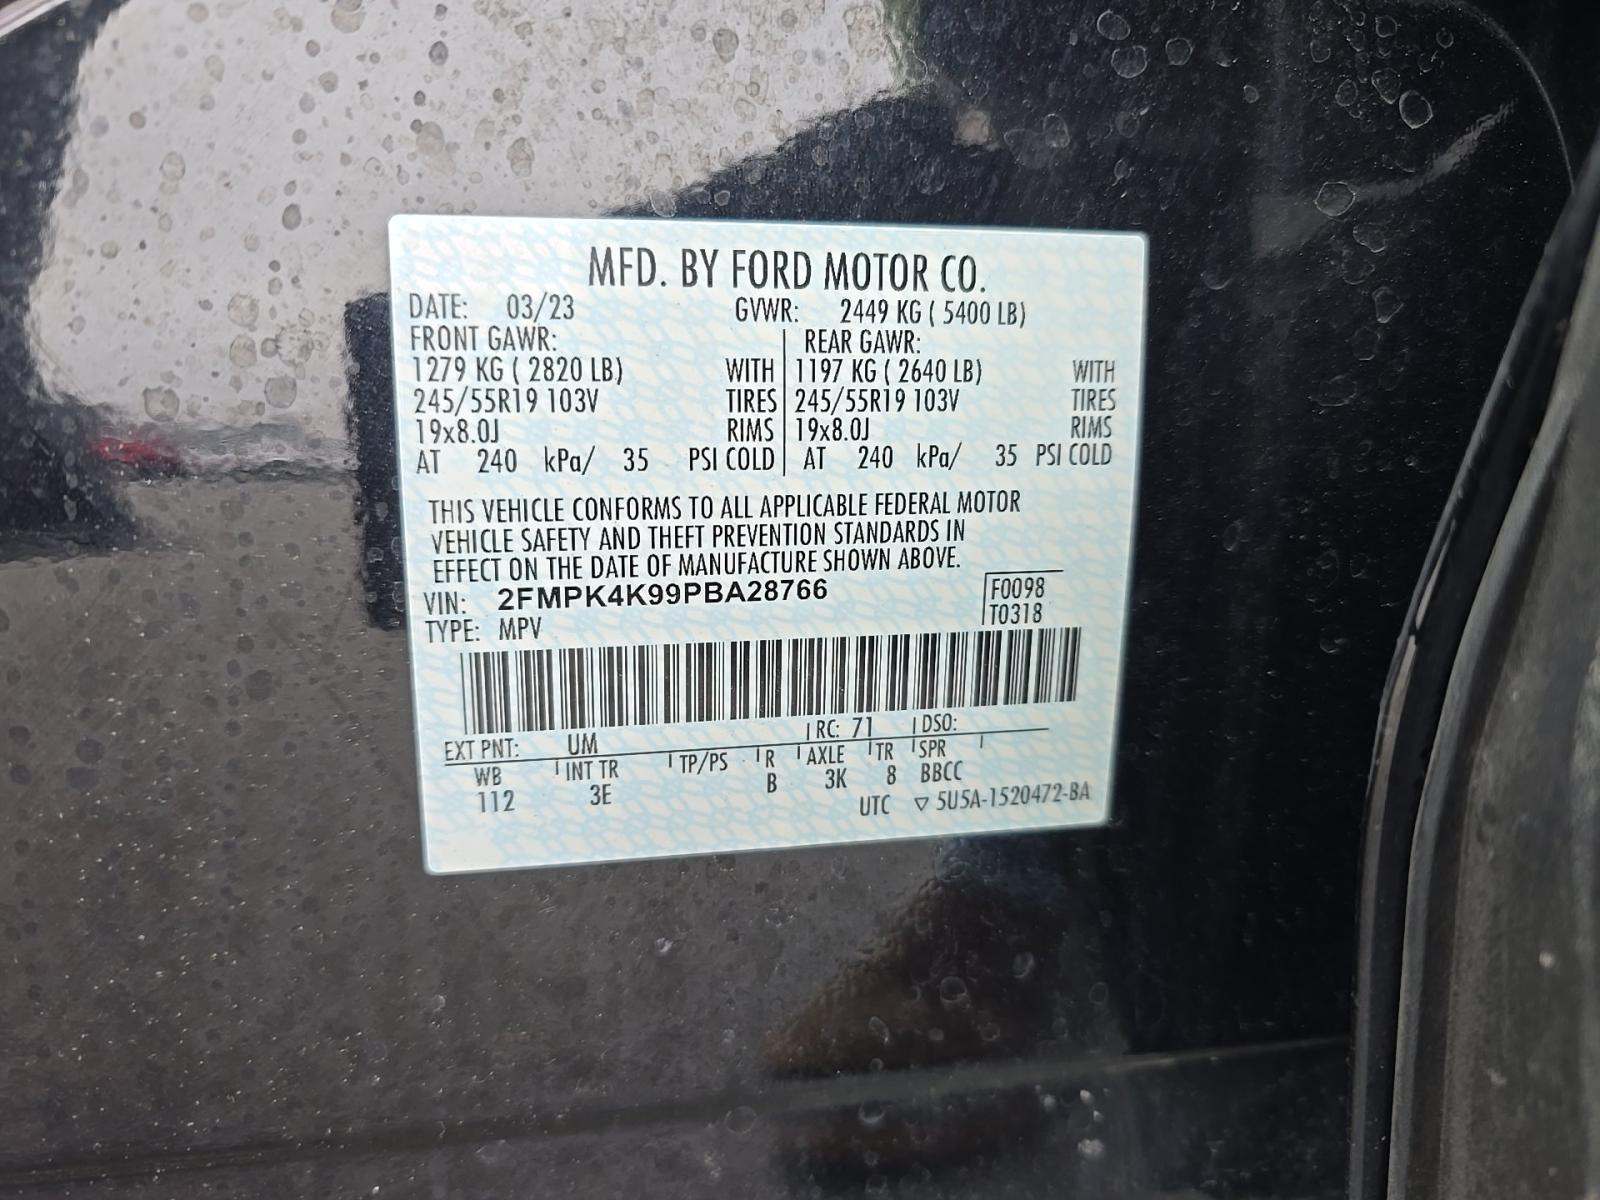 MFD. BY FORD MOTOR CO.
DATE: 03/23 GVWR: 2449 KG ( 5400 LB)
FRONT GAWR: REAR GAWR:
1279 KG ( 2820 LB) WITH 1197 KG ( 2640 LB) WITH
245/55R19 103V TIRES 245/55R19 103V TIRES
19x8.0J RIMS 19x8.0J RIMS
AT 240 kPa/ 35 PSI COLD AT 240 kPa/ 35 PSI COLD
THIS VEHICLE CONFORMS TO ALL APPLICABLE FEDERAL MOTOR
VEHICLE SAFETY AND THEFT PREVENTION STANDARDS IN
EFFECT ON THE DATE OF MANUFACTURE SHOWN ABOVE.
VIN: 2FMPK4K99PBA28766 F0098
TYPE: MPV T0318
EXT PNT: UM RC: 71 DSO:
WB INT TR TP/PS R AXLE TR SPR
112 3E B 3K 8 BBCC
UTC ▽ 5U5A-1520472-BA